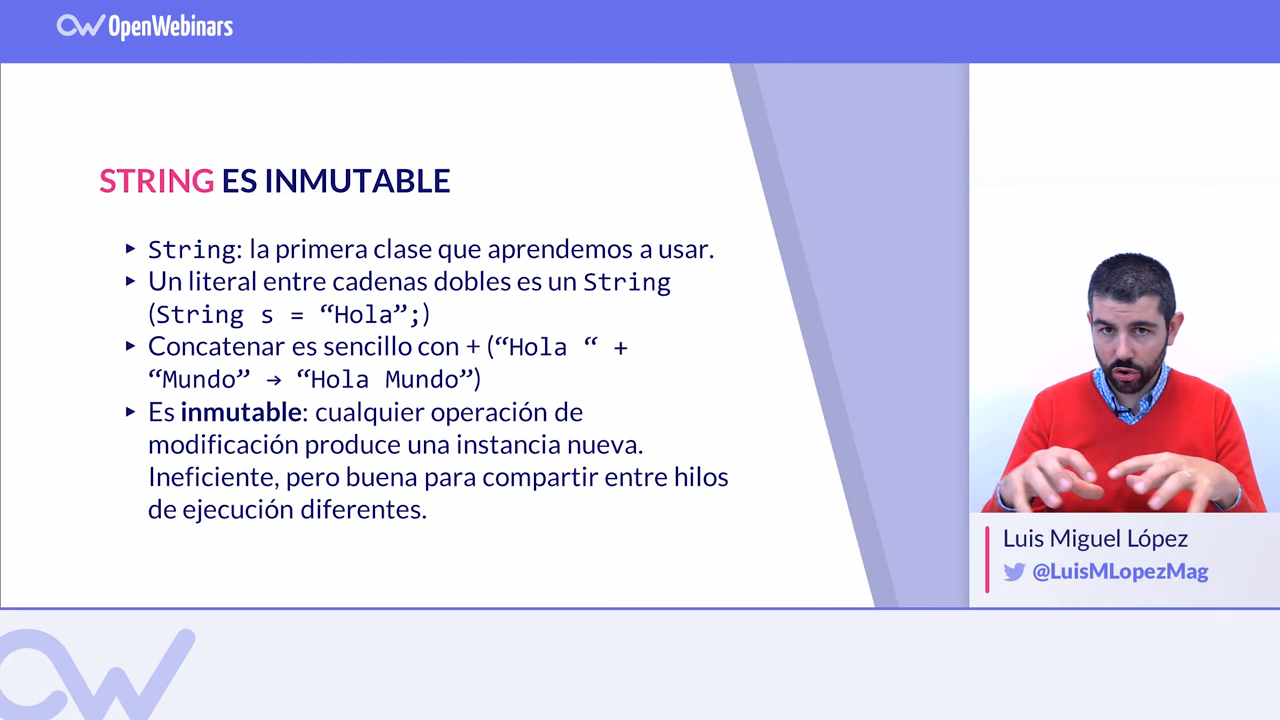 OpenWebinars
STRING ES INMUTABLE
▸ String: la primera clase que aprendemos a usar.
▸ Un literal entre cadenas dobles es un String
(String s = “Hola”;)
▸ Concatenar es sencillo con + (“Hola “ +
“Mundo” → “Hola Mundo”)
▸ Es inmutable: cualquier operación de
modificación produce una instancia nueva.
Ineficiente, pero buena para compartir entre hilos
de ejecución diferentes.
Luis Miguel López
@LuisMLopezMag